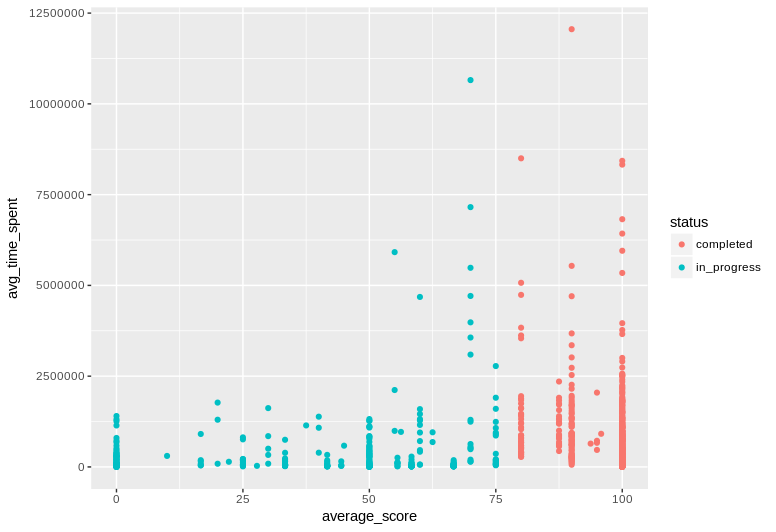 12500000
10000000
7500000
5000000
2500000
0
avg_time_spent
0 25 50 75 100
average_score
status
completed
in_progress